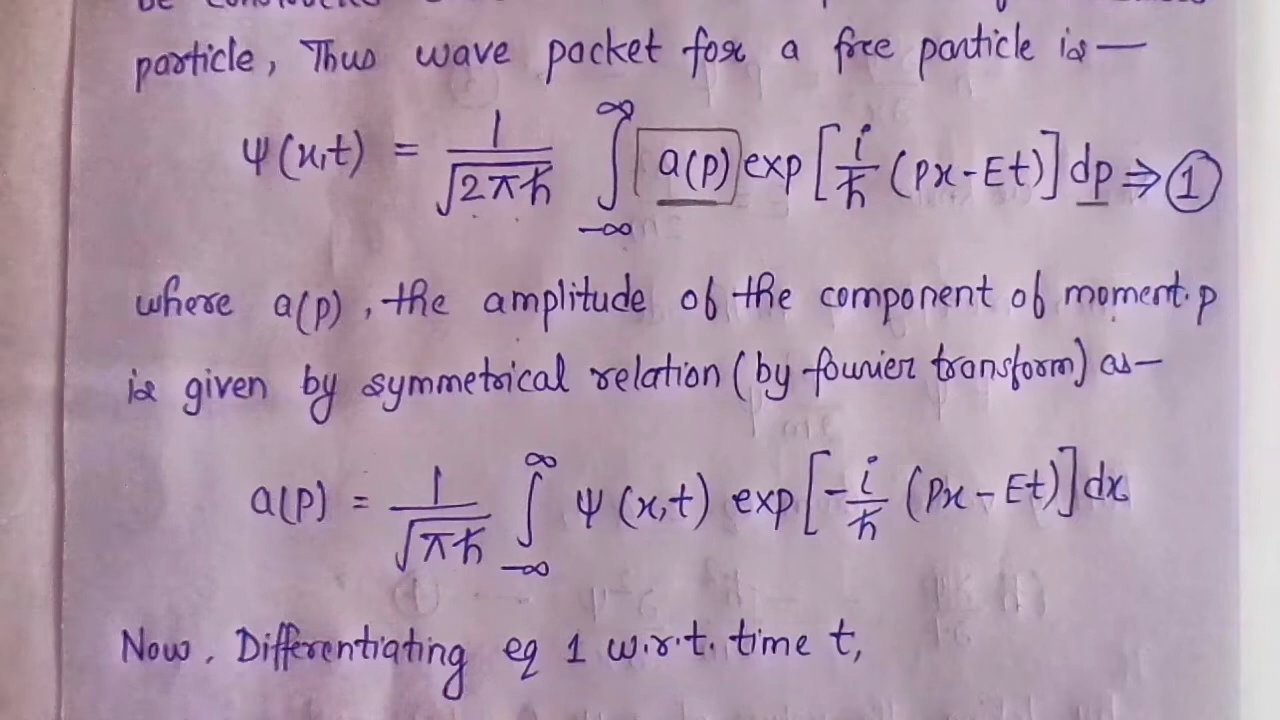 particle, Thus wave packet for a free particle is —
ψ(x,t) = 1/√2πℏ ∫_{-∞}^{∞} a(p) exp[i/ℏ (Px-Et)] dp ⇒ ①
where a(p), the amplitude of the component of moment. p
is given by symmetrical relation (by fourier transform) as —
a(p) = 1/√πℏ ∫_{-∞}^{∞} ψ(x,t) exp[-i/ℏ (Px-Et)] dx
Now, Differentiating eq 1 w.r.t. time t,